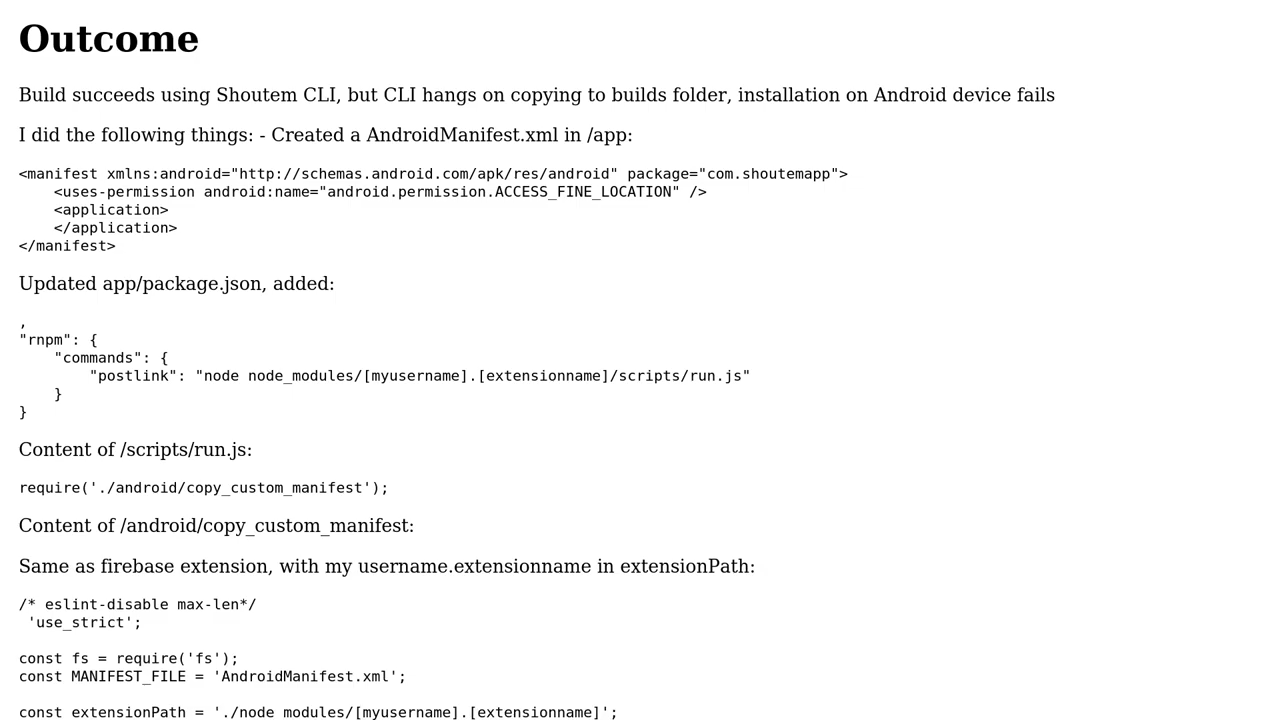 Outcome
Build succeeds using Shoutem CLI, but CLI hangs on copying to builds folder, installation on Android device fails
I did the following things: - Created a AndroidManifest.xml in /app:
<manifest xmlns:android="http://schemas.android.com/apk/res/android" package="com.shoutemapp">
    <uses-permission android:name="android.permission.ACCESS_FINE_LOCATION" />
    <application>
    </application>
</manifest>
Updated app/package.json, added:
,
"rnpm": {
    "commands": {
        "postlink": "node node_modules/[myusername].[extensionname]/scripts/run.js"
    }
}
Content of /scripts/run.js:
require('./android/copy_custom_manifest');
Content of /android/copy_custom_manifest:
Same as firebase extension, with my username.extensionname in extensionPath:
/* eslint-disable max-len*/
 'use_strict';
const fs = require('fs');
const MANIFEST_FILE = 'AndroidManifest.xml';
const extensionPath = './node_modules/[myusername].[extensionname]';